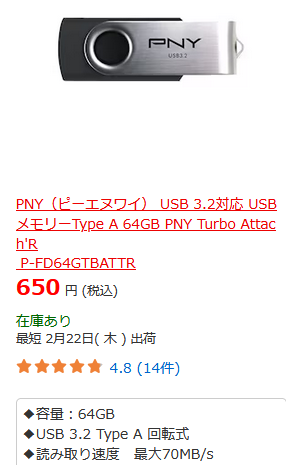 PNY
USB3.2
PNY（ピーエヌワイ） USB 3.2対応 USB
メモリーType A 64GB PNY Turbo Attac
h'R
P-FD64GTBATTR
650 円 (税込)
在庫あり
最短 2月22日( 木 ) 出荷
4.8 (14件)
◆容量：64GB
◆USB 3.2 Type A 回転式
◆読み取り速度　最大70MB/s